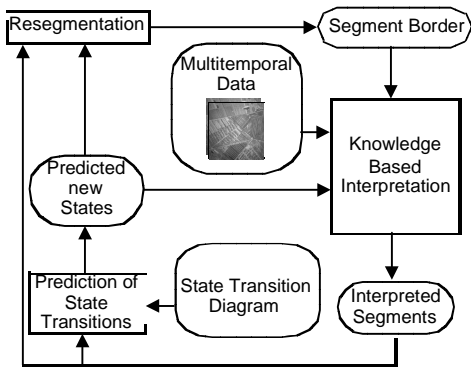 Resegmentation
Segment Border
Multitemporal
Data
Knowledge
Based
Interpretation
Predicted
new
States
Prediction of
State
Transitions
State Transition
Diagram
Interpreted
Segments